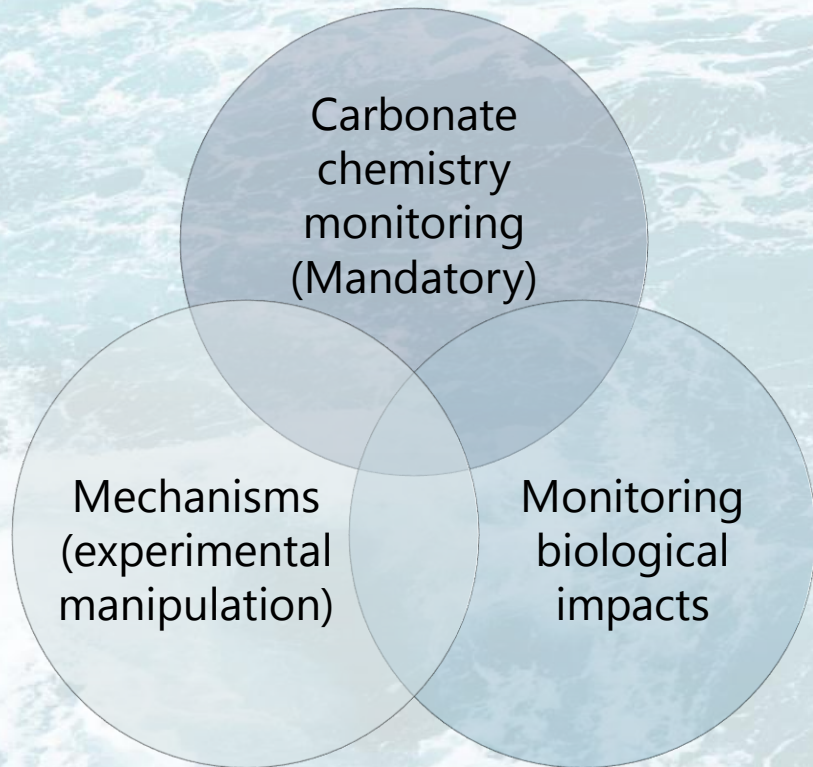 Carbonate
chemistry
monitoring
(Mandatory)
Mechanisms
(experimental
manipulation)
Monitoring
biological
impacts